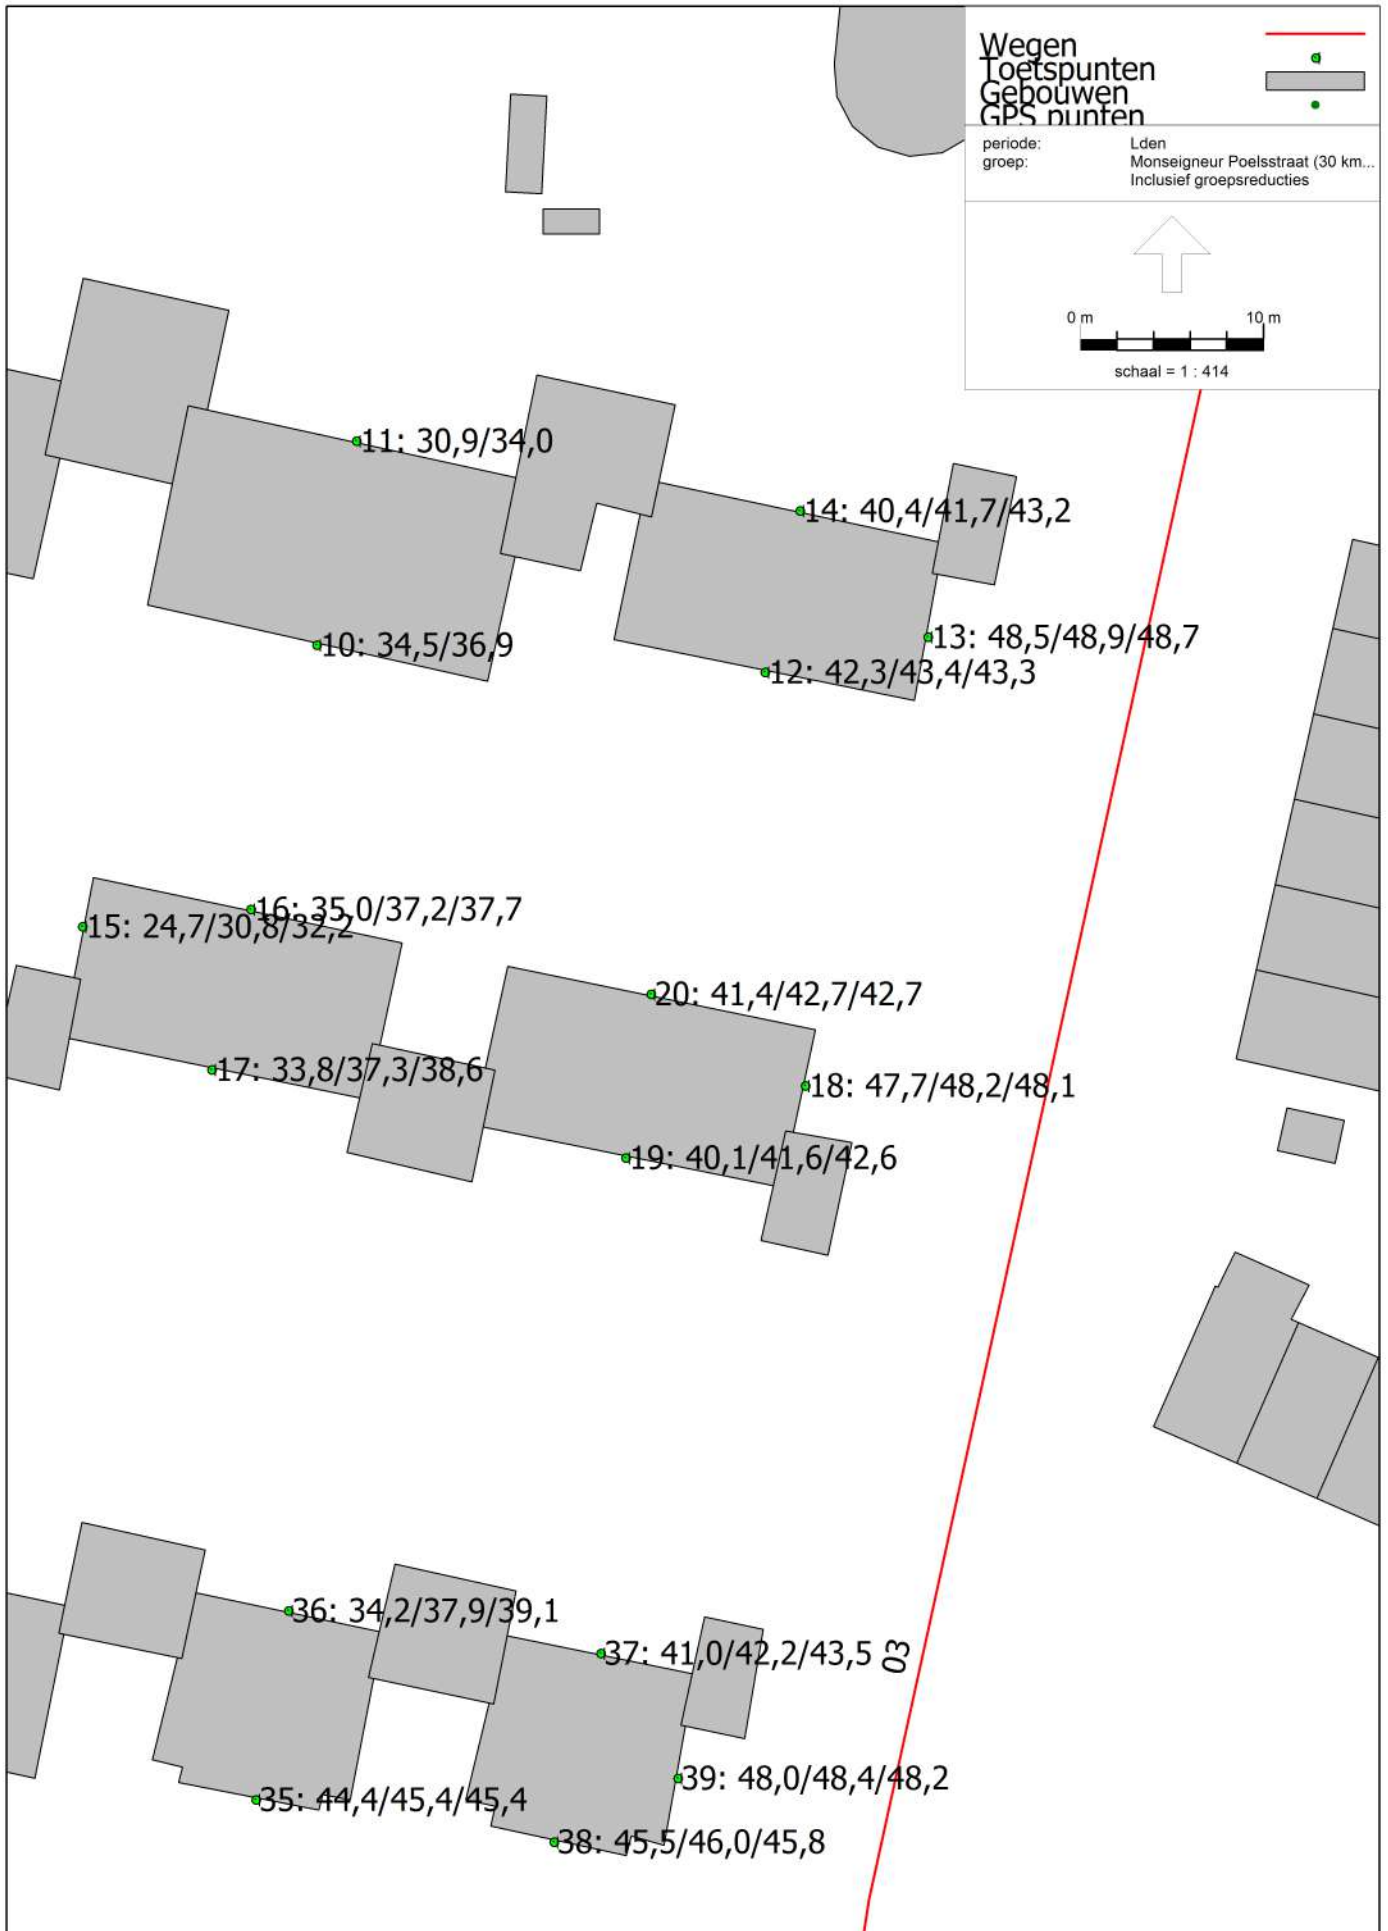 Wegen
Toetspunten
Gebouwen
GPS punten
periode: Lden
groep: Monseigneur Poelsstraat (30 km...
Inclusief groepsreducties
0 m 10 m
schaal = 1 : 414
11: 30,9/34,0
14: 40,4/41,7/43,2
10: 34,5/36,9
13: 48,5/48,9/48,7
12: 42,3/43,4/43,3
16: 35,0/37,2/37,7
15: 24,7/30,8/32,2
20: 41,4/42,7/42,7
17: 33,8/37,3/38,6
18: 47,7/48,2/48,1
19: 40,1/41,6/42,6
36: 34,2/37,9/39,1
37: 41,0/42,2/43,5
03
39: 48,0/48,4/48,2
35: 44,4/45,4/45,4
38: 45,5/46,0/45,8